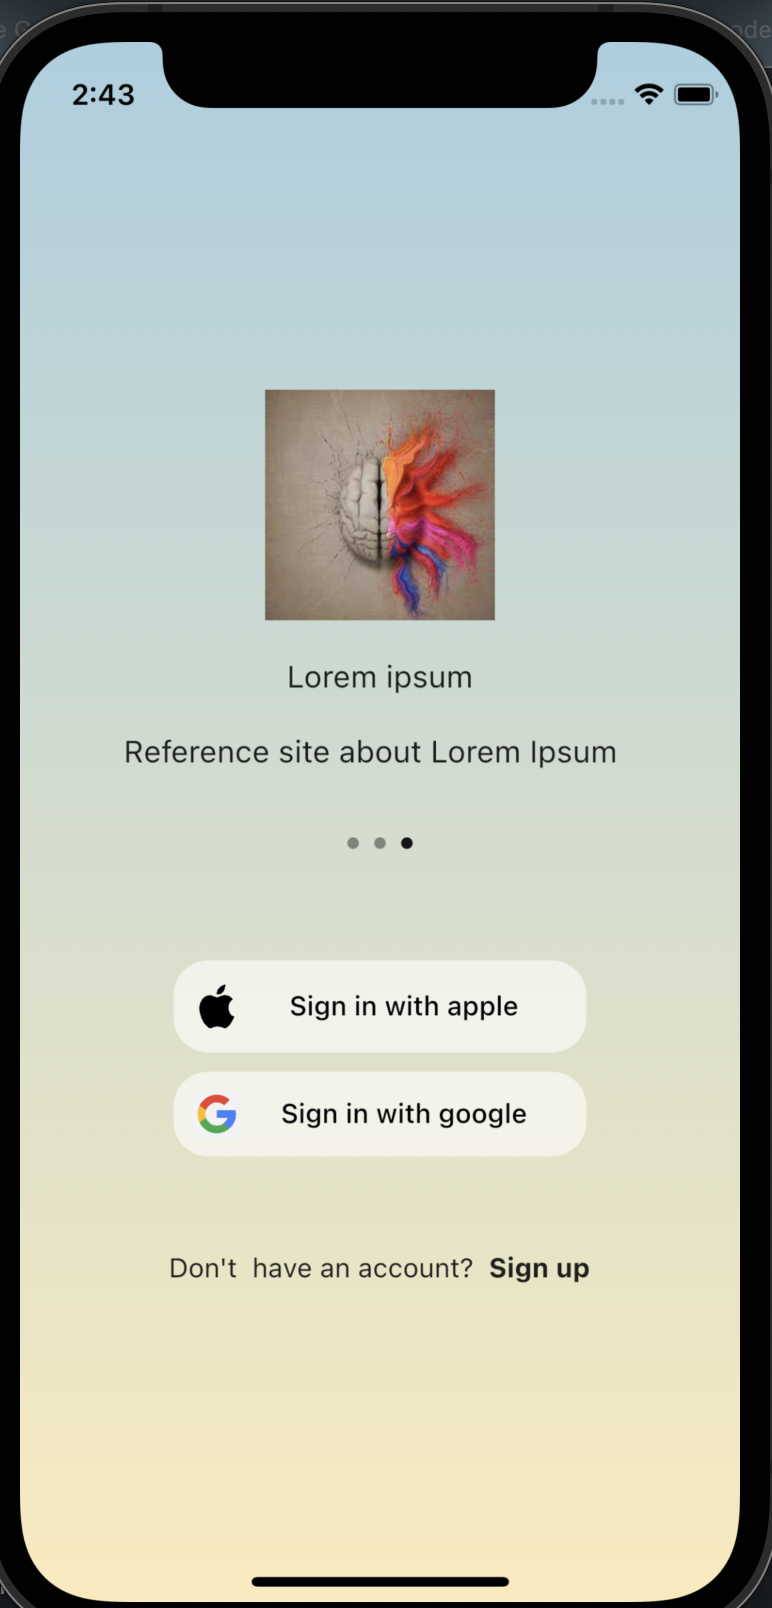 2:43
Lorem ipsum
Reference site about Lorem Ipsum
Sign in with apple
Sign in with google
Don't  have an account?  Sign up